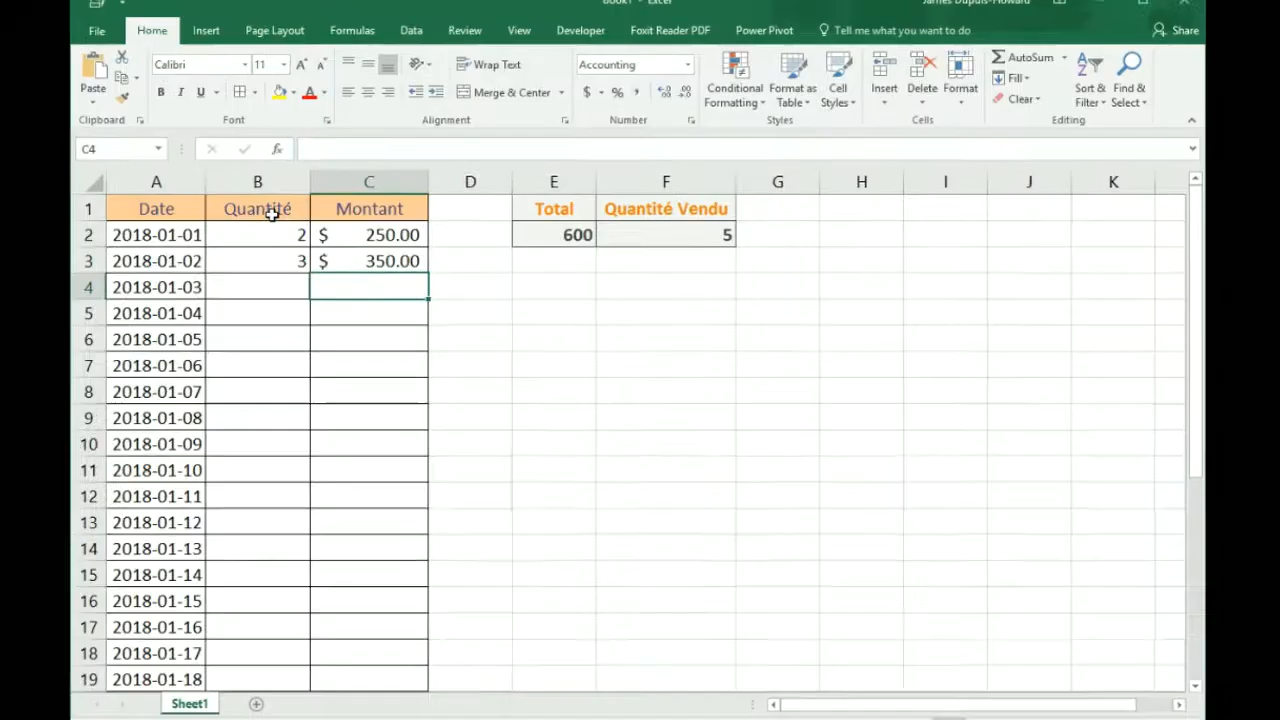 Book1 - Excel
James Dupuis-Howard
File Home Insert Page Layout Formulas Data Review View Developer Foxit Reader PDF Power Pivot Tell me what you want to do Share
Calibri 11 Wrap Text Accounting AutoSum
Paste B I U Merge & Center $ % Conditional Formatting Format as Table Cell Styles Insert Delete Format Fill Clear Sort & Filter Find & Select
Clipboard Font Alignment Number Styles Cells Editing
C4 fx
A B C D E F G H I J K
1 Date Quantité Montant Total Quantité Vendu
2 2018-01-01 2 $ 250.00 600 5
3 2018-01-02 3 $ 350.00
4 2018-01-03
5 2018-01-04
6 2018-01-05
7 2018-01-06
8 2018-01-07
9 2018-01-08
10 2018-01-09
11 2018-01-10
12 2018-01-11
13 2018-01-12
14 2018-01-13
15 2018-01-14
16 2018-01-15
17 2018-01-16
18 2018-01-17
19 2018-01-18
Sheet1